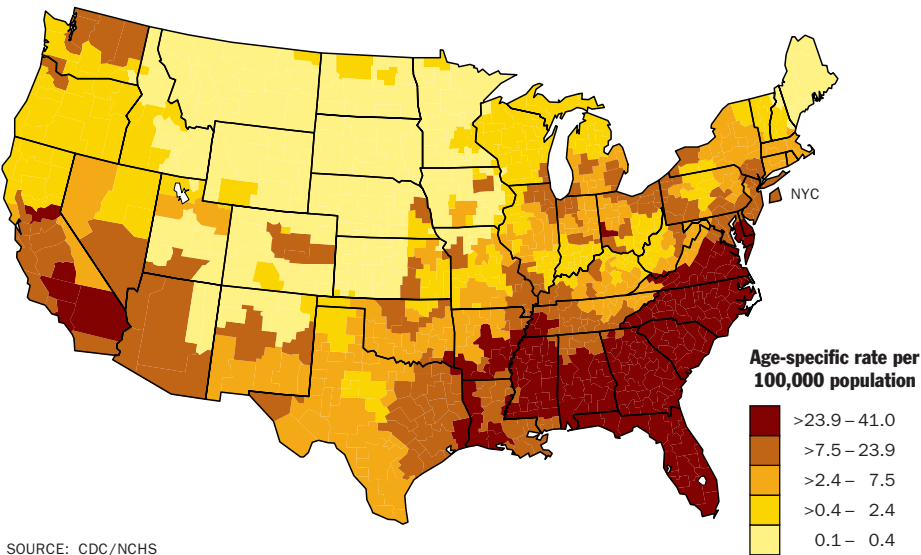 NYC
Age-specific rate per
100,000 population
>23.9 – 41.0
>7.5 – 23.9
>2.4 – 7.5
>0.4 – 2.4
0.1 – 0.4
SOURCE: CDC/NCHS